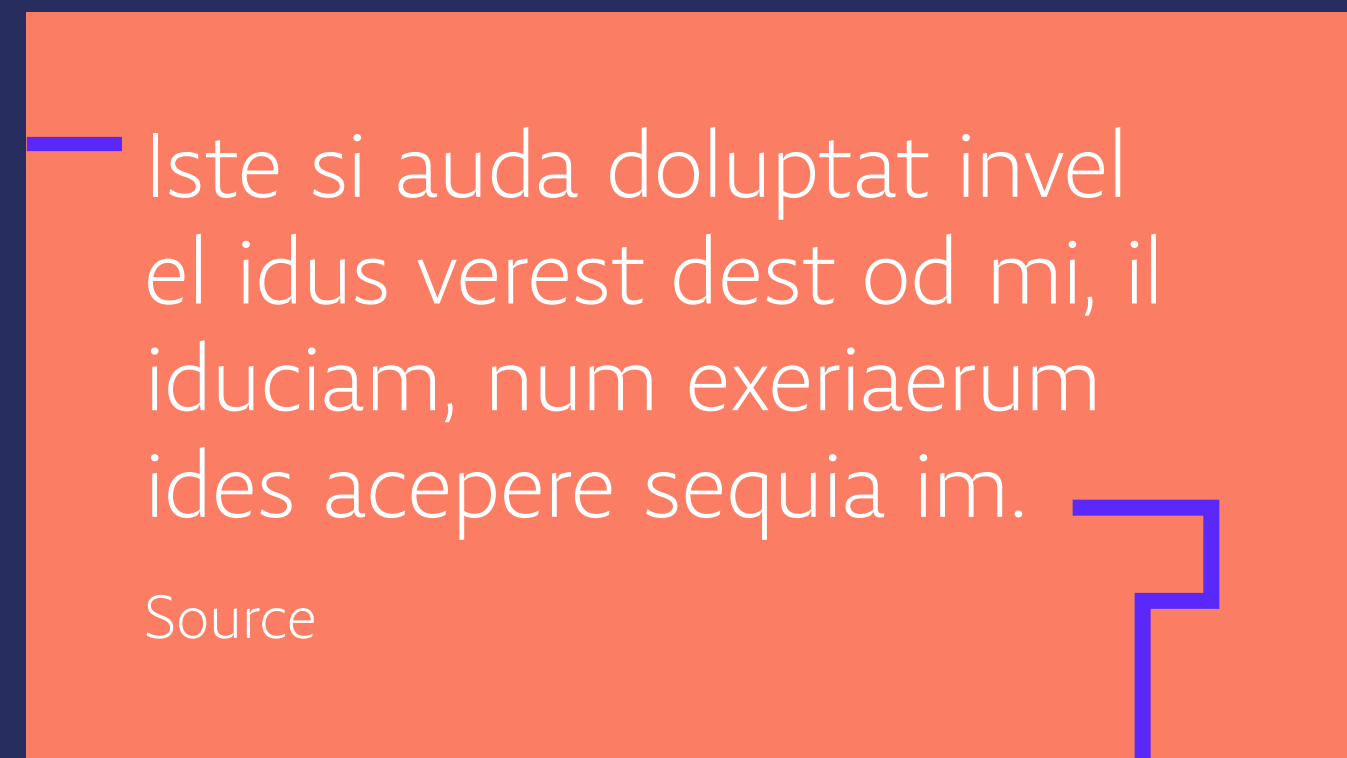 Iste si auda doluptat invel
el idus verest dest od mi, il
iduciam, num exeriaerum
ides acepere sequia im.
Source